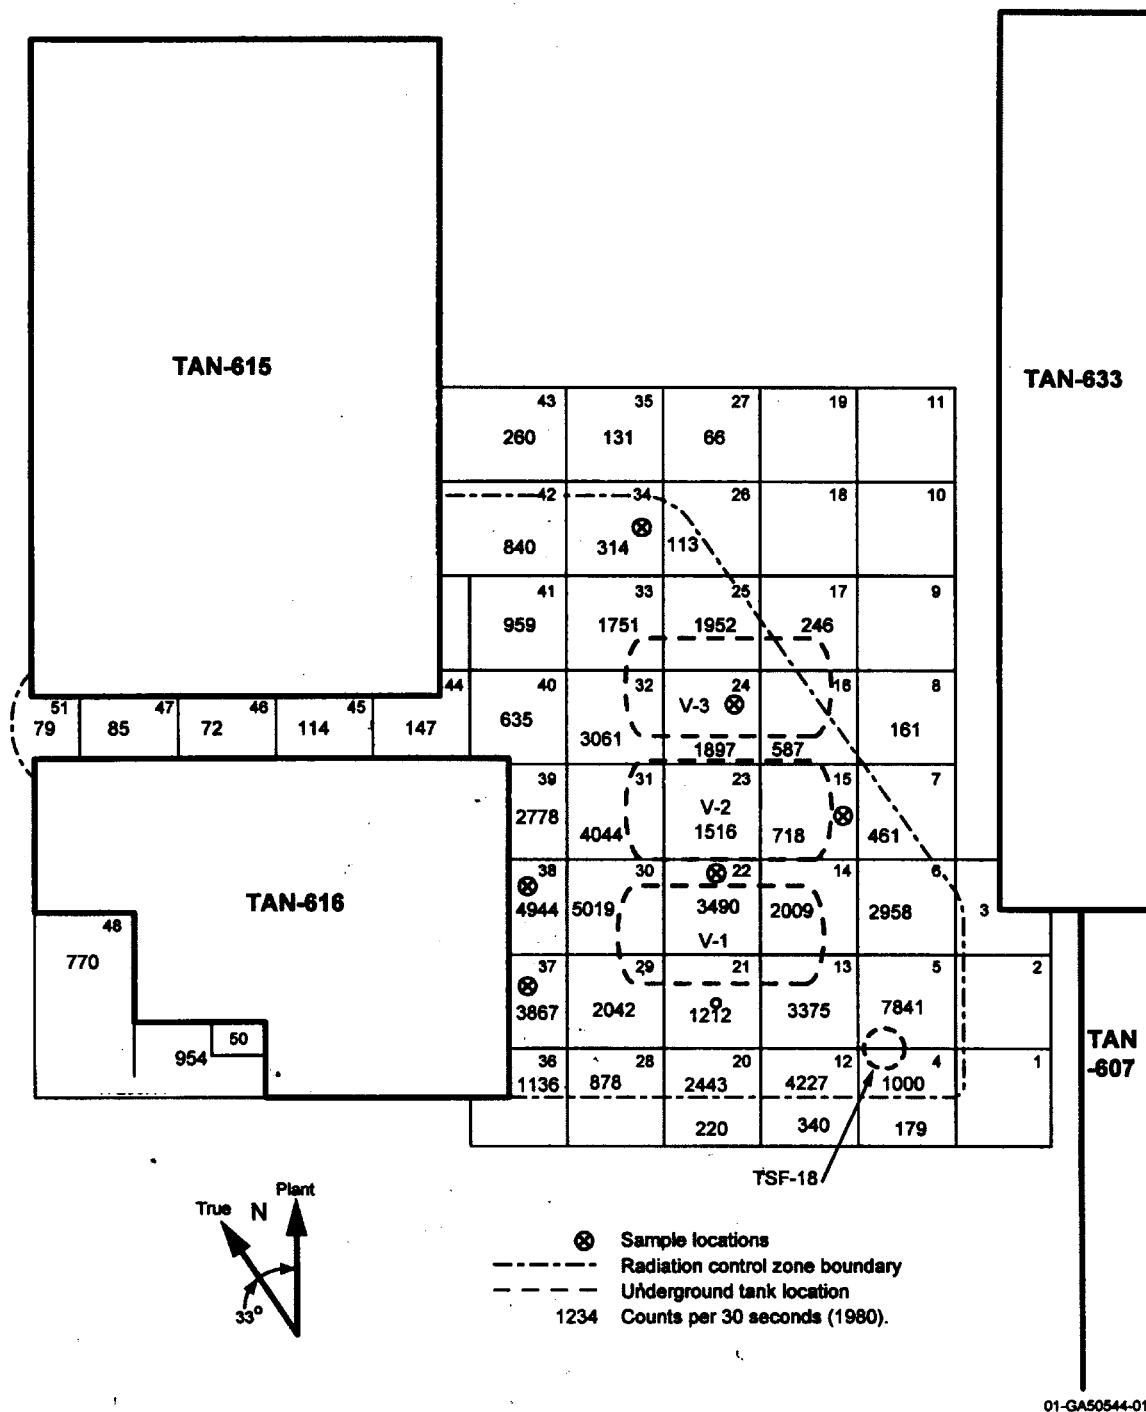 TAN-615
TAN-633
43 35 27 19 11
260 131 66
42 34 26 18 10
840 314 113
41 33 25 17 9
959 1751 1952 246
44 40 32 24 16 8
51 47 46 45
79 85 72 114 147 635 3061 V-3 161
1897 587
39 31 23 15 7
2778 4044 V-2 1516 718 461
38 30 22 14 6
TAN-616
4944 5019 3490 2009 2958 3
V-1
48
770
37 29 21 13 5 2
3867 2042 1212 3375 7841
50
954
36 28 20 12 4 1
1136 878 2443 4227 1000
TAN
-607
220 340 179
TSF-18
True N Plant
33°
Sample locations
Radiation control zone boundary
Underground tank location
1234 Counts per 30 seconds (1980).
01-GA50544-01